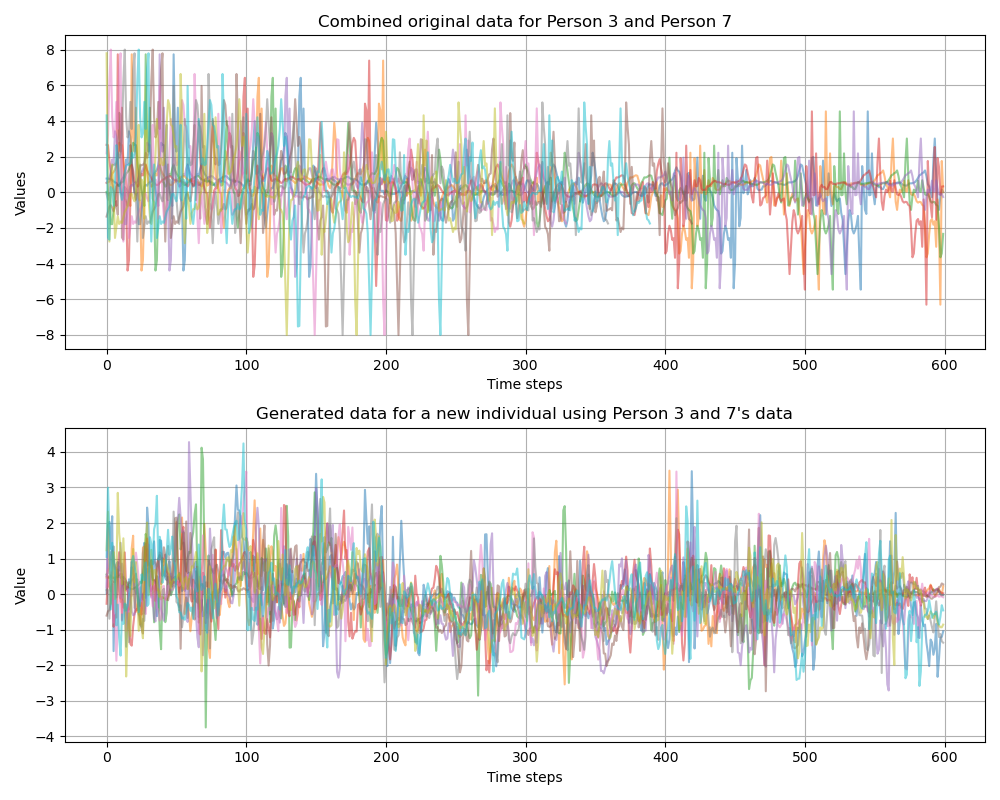 Combined original data for Person 3 and Person 7
8
6
4
2
0
−2
−4
−6
−8
Values
0 100 200 300 400 500 600
Time steps
Generated data for a new individual using Person 3 and 7's data
4
3
2
1
0
−1
−2
−3
−4
Value
0 100 200 300 400 500 600
Time steps